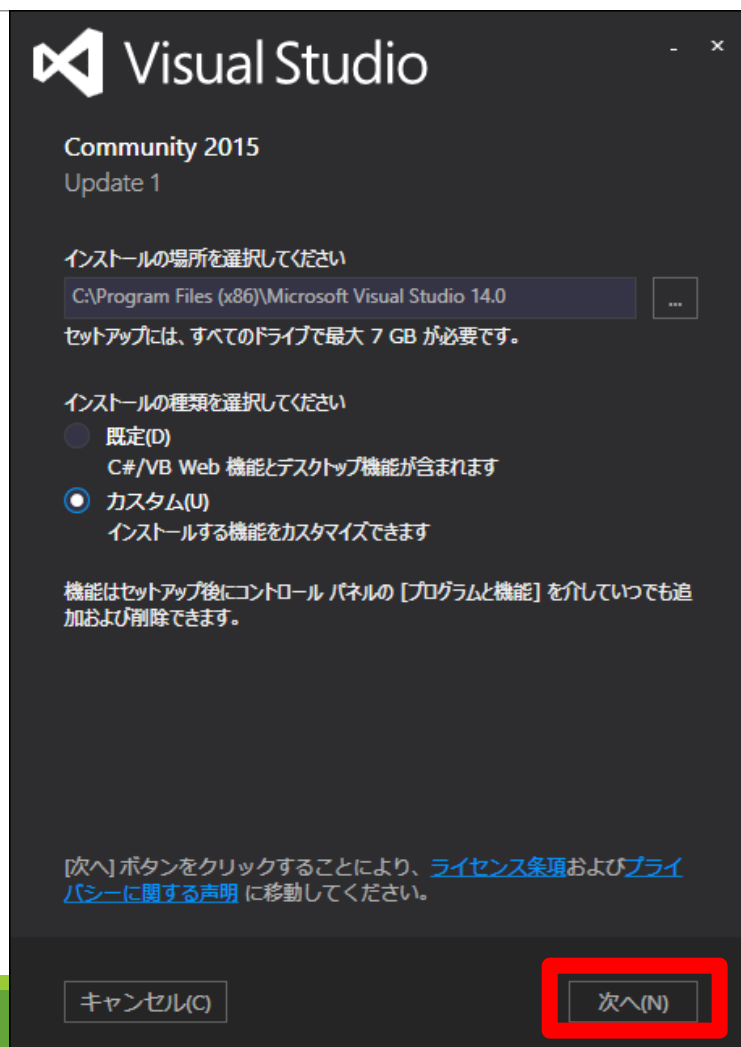 Visual Studio
Community 2015
Update 1
インストールの場所を選択してください
C:\Program Files (x86)\Microsoft Visual Studio 14.0
...
セットアップには、すべてのドライブで最大 7 GB が必要です。
インストールの種類を選択してください
既定(D)
C#/VB Web 機能とデスクトップ機能が含まれます
カスタム(U)
インストールする機能をカスタマイズできます
機能はセットアップ後にコントロール パネルの [プログラムと機能] を介していつでも追
加および削除できます。
[次へ] ボタンをクリックすることにより、ライセンス条項およびプライ
バシーに関する声明 に移動してください。
キャンセル(C)
次へ(N)